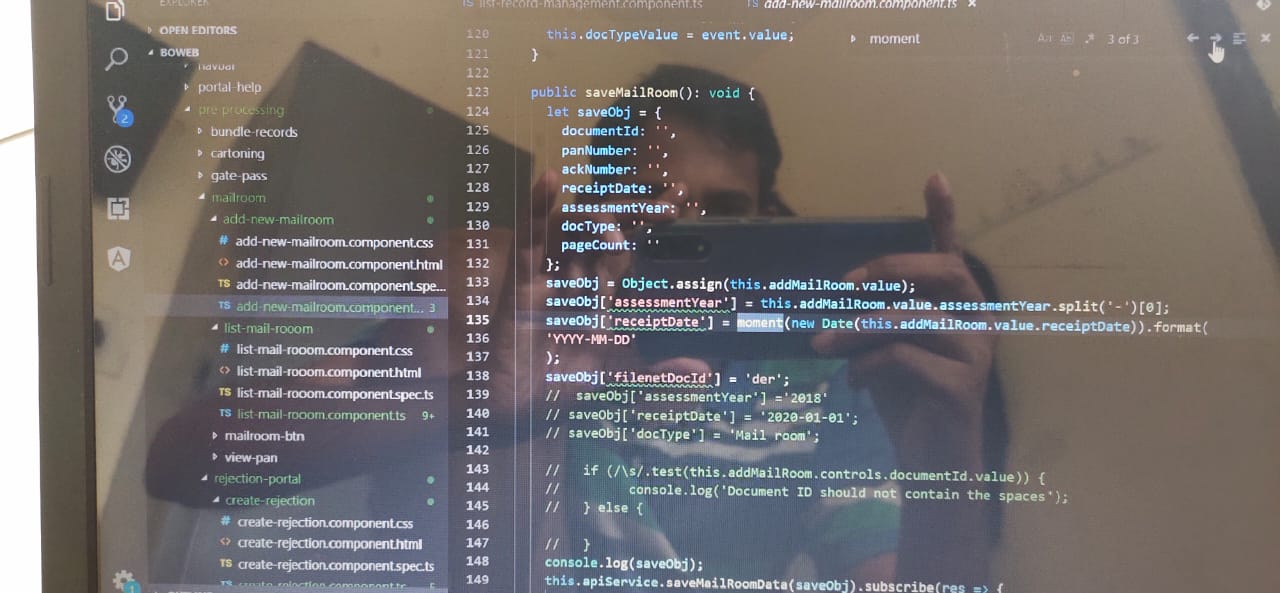 EXPLORER
OPEN EDITORS
BOWEB
navbar
portal-help
pre-processing
bundle-records
cartoning
gate-pass
mailroom
add-new-mailroom
# add-new-mailroom.component.css
<> add-new-mailroom.component.html
TS add-new-mailroom.component.spe...
TS add-new-mailroom.component... 3
list-mail-rooom
# list-mail-rooom.component.css
<> list-mail-rooom.component.html
TS list-mail-rooom.component.spec.ts
TS list-mail-rooom.component.ts 9+
mailroom-btn
view-pan
rejection-portal
create-rejection
# create-rejection.component.css
<> create-rejection.component.html
TS create-rejection.component.spec.ts
TS create-rejection.component.ts
2
1
TS list-record-management.component.ts TS add-new-mailroom.component.ts ×
moment Aa Ab .* 3 of 3
120 this.docTypeValue = event.value;
121 }
122
123 public saveMailRoom(): void {
124 let saveObj = {
125 documentId: '',
126 panNumber: '',
127 ackNumber: '',
128 receiptDate: '',
129 assessmentYear: '',
130 docType: '',
131 pageCount: ''
132 };
133 saveObj = Object.assign(this.addMailRoom.value);
134 saveObj['assessmentYear'] = this.addMailRoom.value.assessmentYear.split('-')[0];
135 saveObj['receiptDate'] = moment(new Date(this.addMailRoom.value.receiptDate)).format(
136 'YYYY-MM-DD'
137 );
138 saveObj['filenetDocId'] = 'der';
139 // saveObj['assessmentYear'] ='2018'
140 // saveObj['receiptDate'] = '2020-01-01';
141 // saveObj['docType'] = 'Mail room';
142
143 // if (/\s/.test(this.addMailRoom.controls.documentId.value)) {
144 // console.log('Document ID should not contain the spaces');
145 // } else {
146
147 // }
148 console.log(saveObj);
149 this.apiService.saveMailRoomData(saveObj).subscribe(res => {